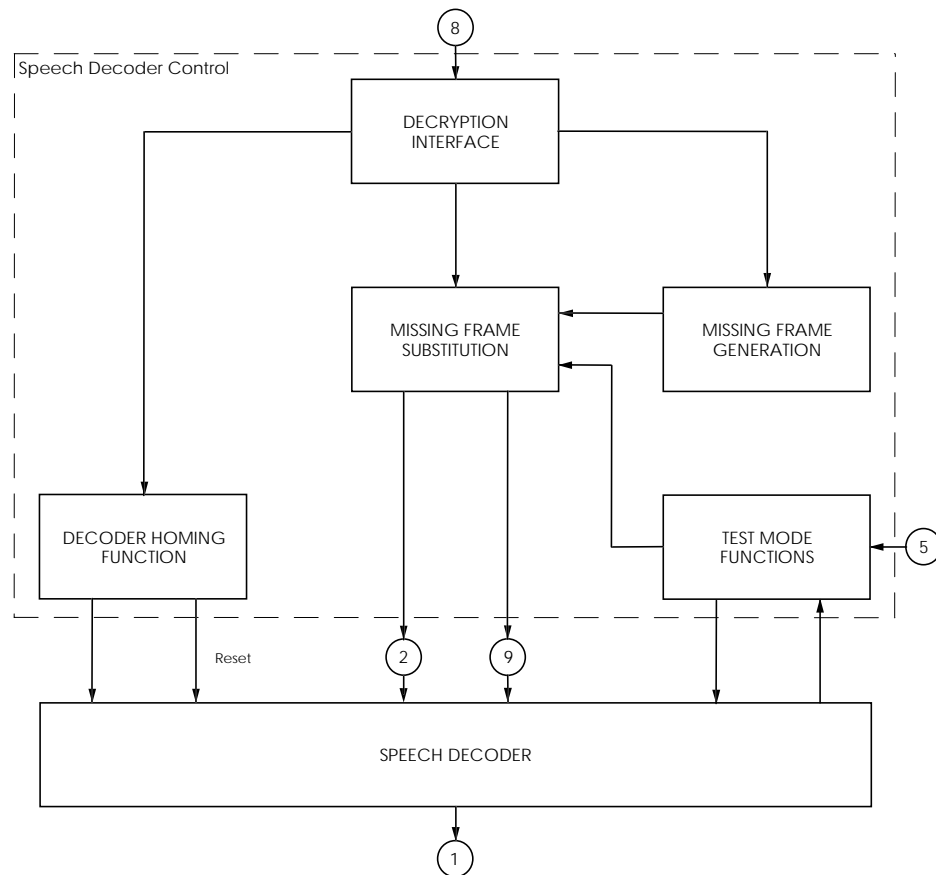 8
Speech Decoder Control
DECRYPTION
INTERFACE
MISSING FRAME
SUBSTITUTION
MISSING FRAME
GENERATION
DECODER HOMING
FUNCTION
TEST MODE
FUNCTIONS
5
Reset
2
9
SPEECH DECODER
1